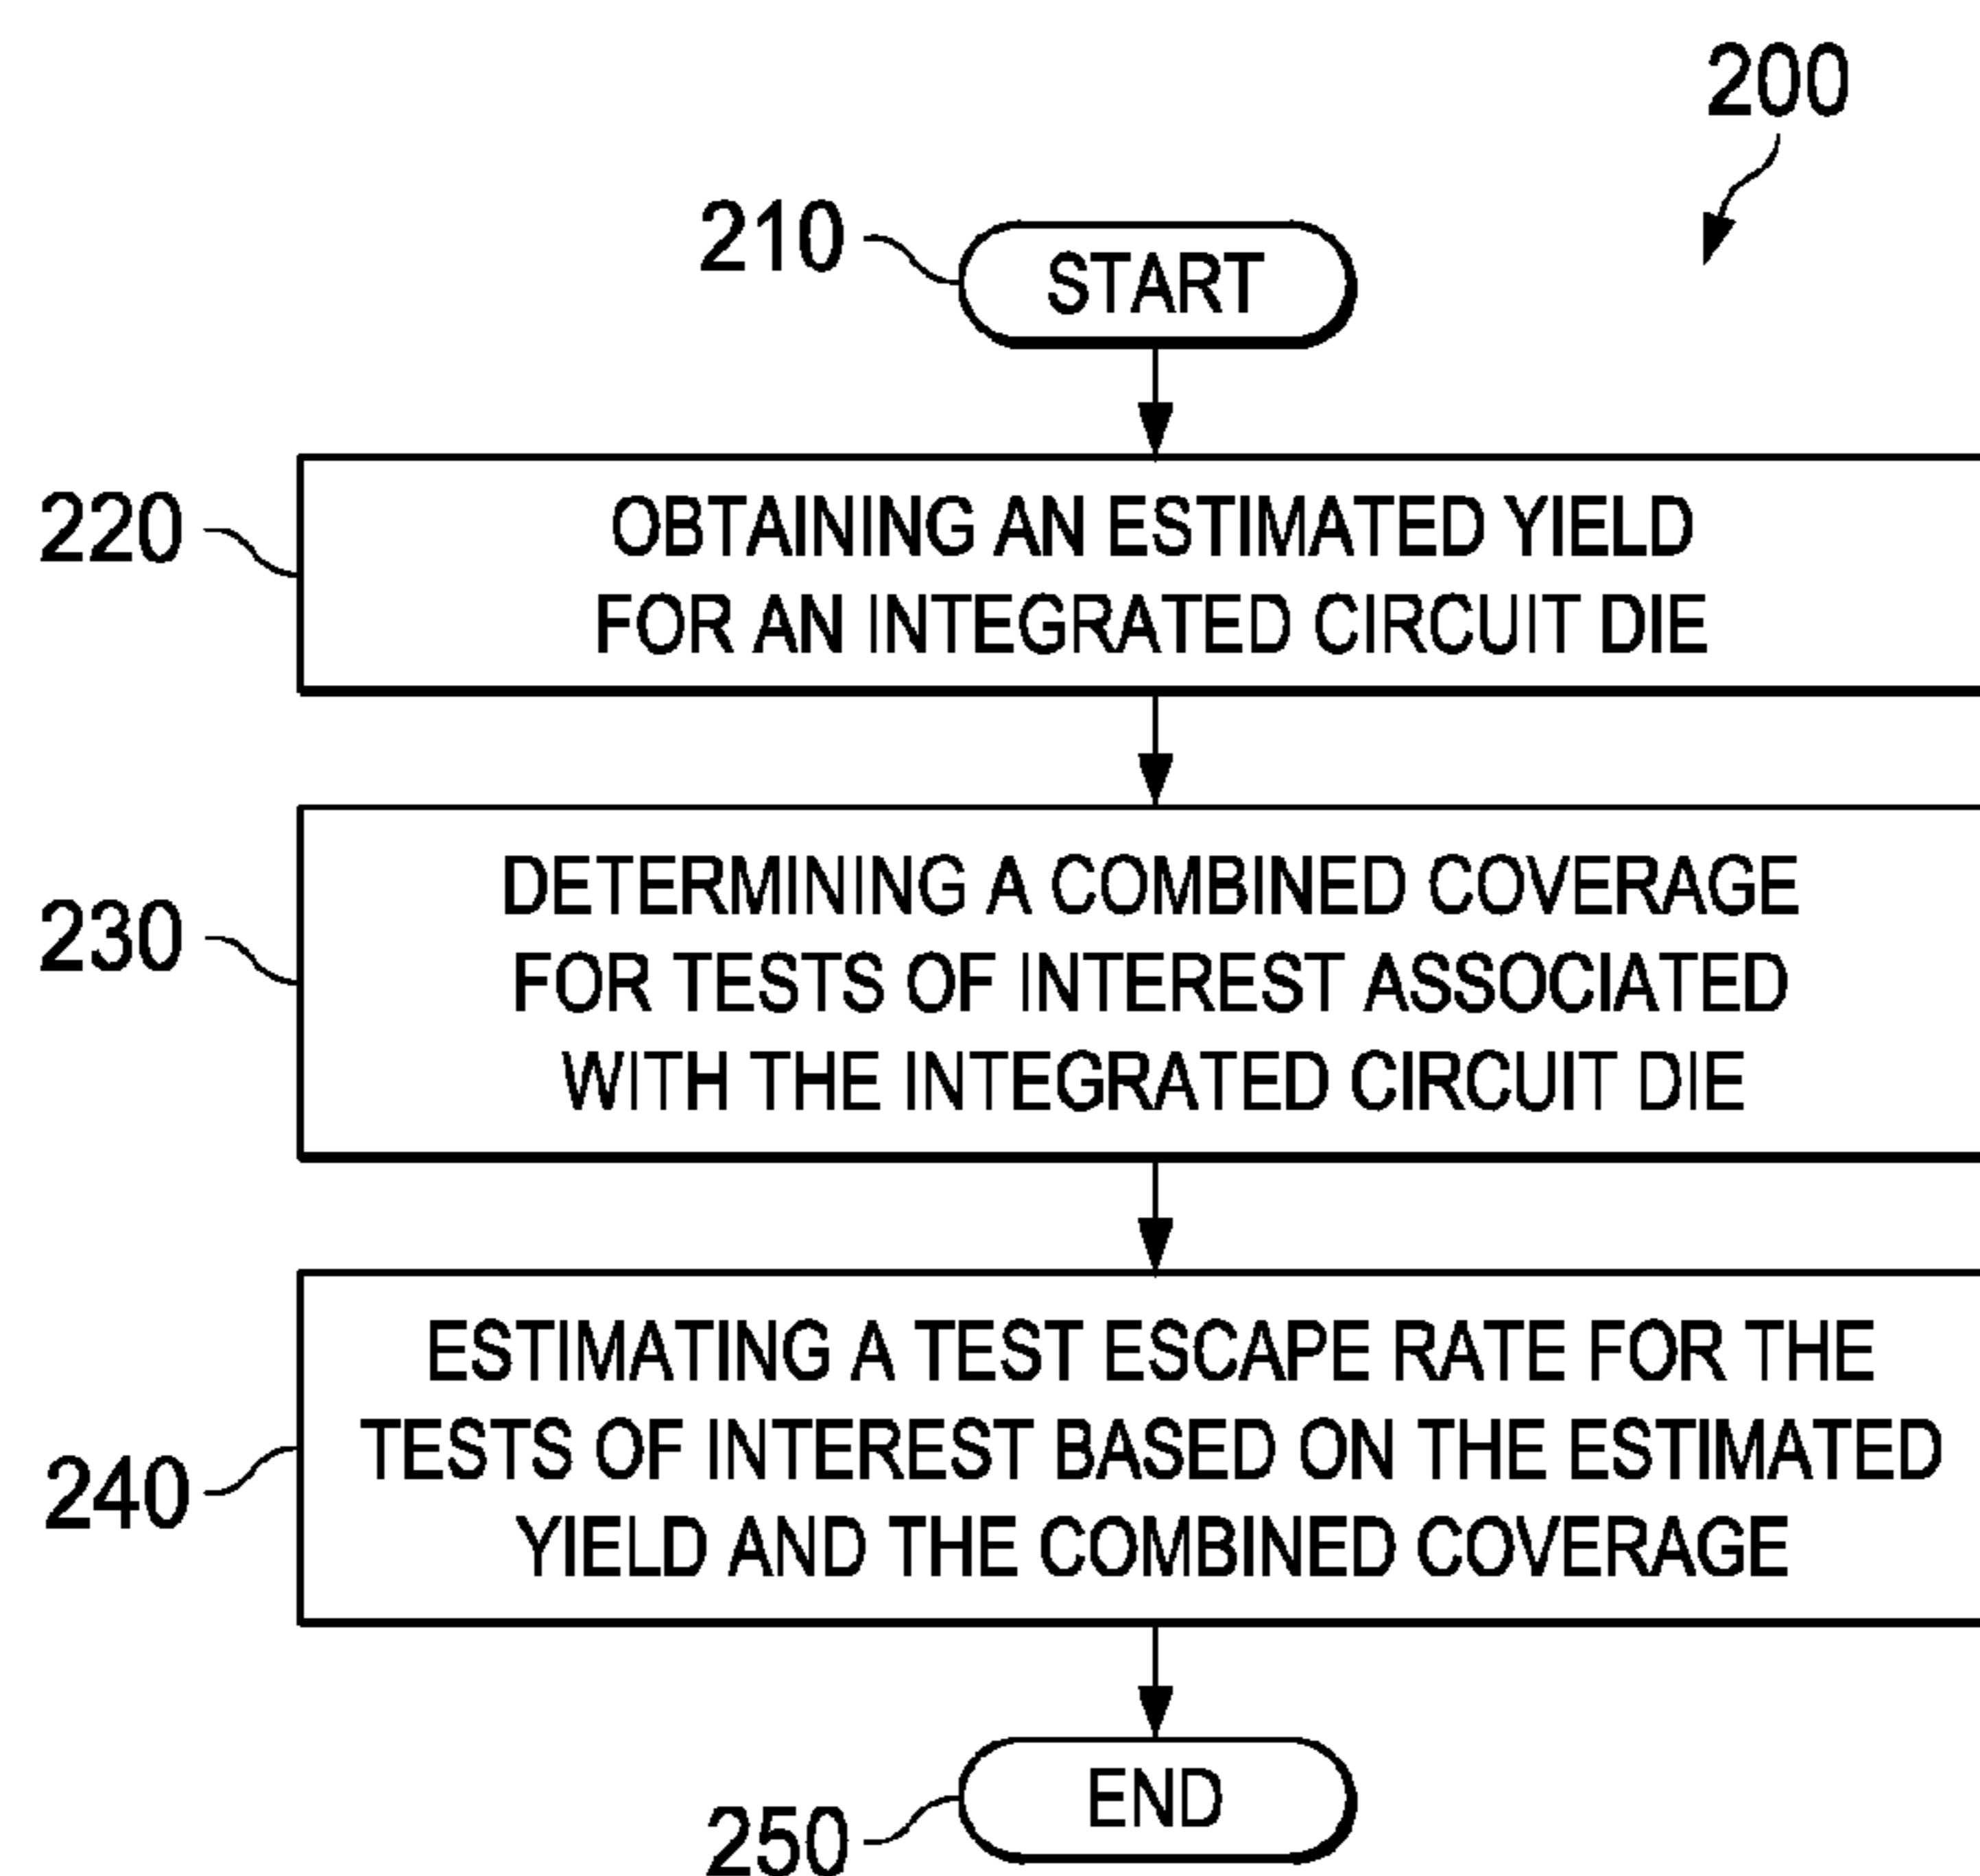 200
210
START
220
OBTAINING AN ESTIMATED YIELD
FOR AN INTEGRATED CIRCUIT DIE
230
DETERMINING A COMBINED COVERAGE
FOR TESTS OF INTEREST ASSOCIATED
WITH THE INTEGRATED CIRCUIT DIE
240
ESTIMATING A TEST ESCAPE RATE FOR THE
TESTS OF INTEREST BASED ON THE ESTIMATED
YIELD AND THE COMBINED COVERAGE
250
END